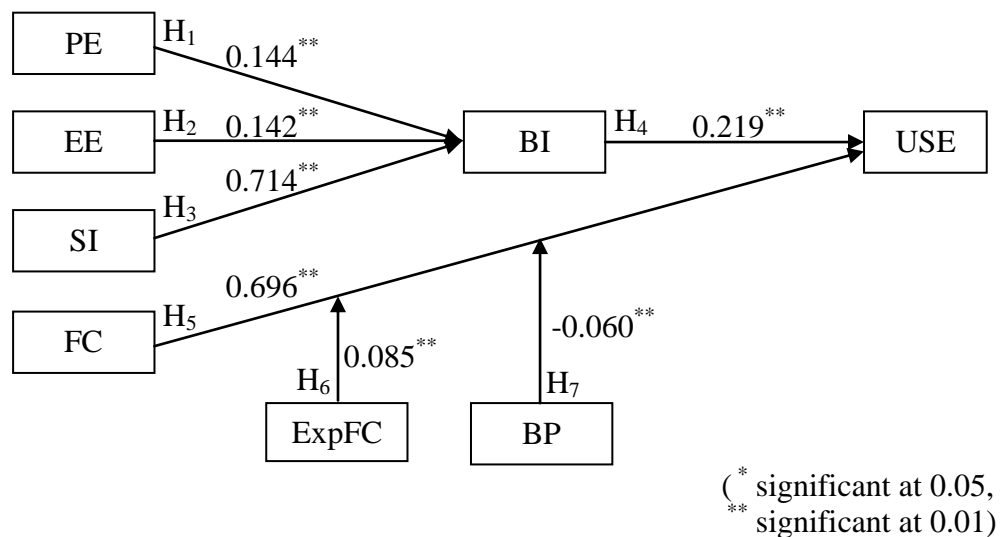 PE
H1
0.144**
EE
H2
0.142**
BI
H4
0.219**
USE
SI
H3
0.714**
FC
H5
0.696**
H6
0.085**
-0.060**
H7
ExpFC
BP
( * significant at 0.05,
** significant at 0.01)